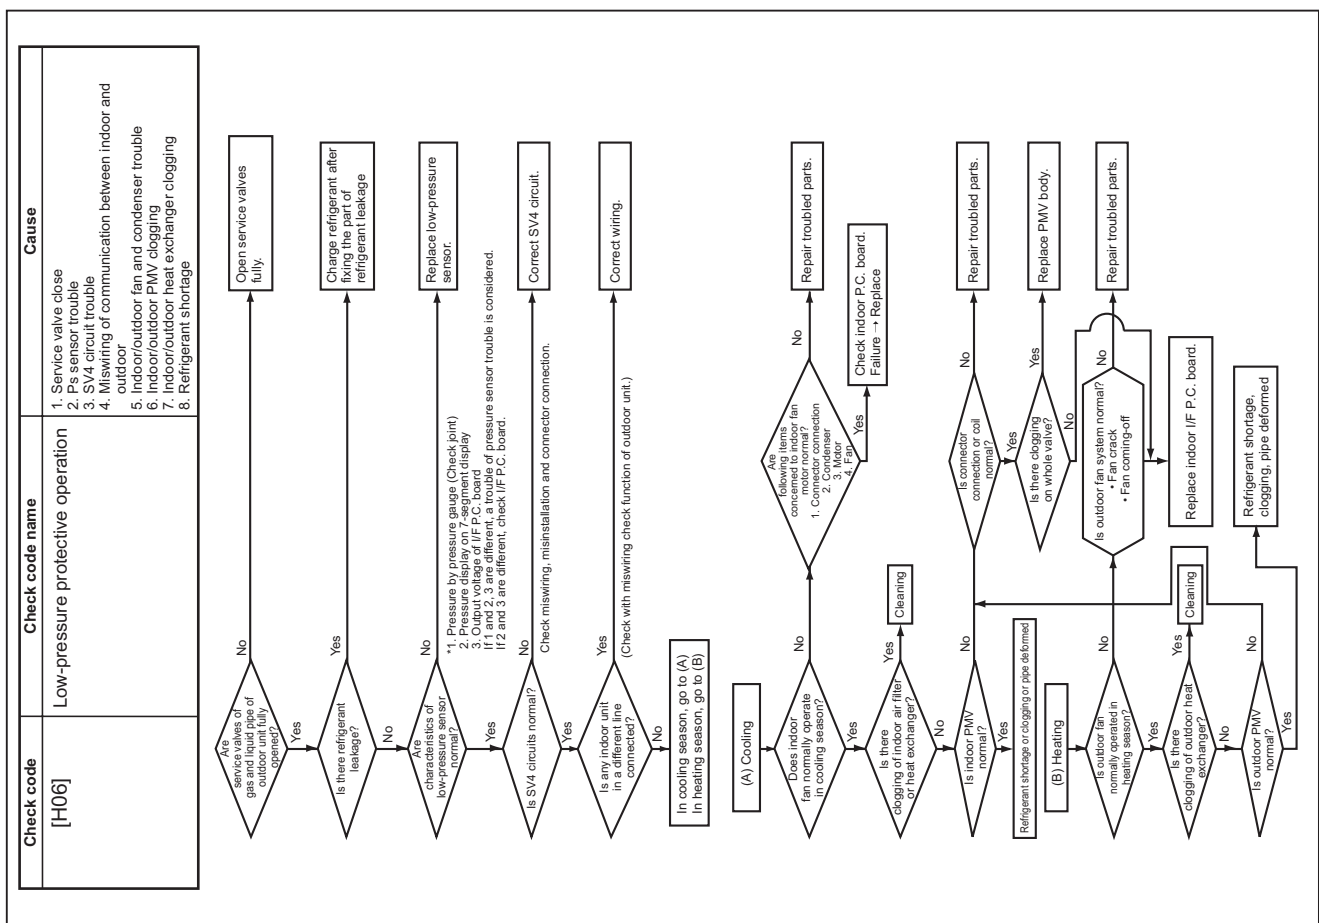 Check code
Check code name
Cause
[H06]
Low-pressure protective operation
1. Service valve close
2. Ps sensor trouble
3. SV4 circuit trouble
4. Miswiring of communication between indoor and
outdoor
5. Indoor/outdoor fan and condenser trouble
6. Indoor/outdoor PMV clogging
7. Indoor/outdoor heat exchanger clogging
8. Refrigerant shortage
Are
service valves of
gas and liquid pipe of
outdoor unit fully
opened?
No
Open service valves
fully.
Yes
Is there refrigerant
leakage?
Yes
Charge refrigerant after
fixing the part of
refrigerant leakage
No
Are
characteristics of
low-pressure sensor
normal?
No
Replace low-pressure
sensor.
*1. Pressure by pressure gauge (Check joint)
2. Pressure display on 7-segment display
3. Output voltage of I/F P.C. board
If 1 and 2, 3 are different, a trouble of pressure sensor trouble is considered.
If 2 and 3 are different, check I/F P.C. board.
Yes
Is SV4 circuits normal?
No
Correct SV4 circuit.
Check miswiring, misinstallation and connector connection.
Yes
Is any indoor unit
in a different line
connected?
Yes
Correct wiring.
(Check with miswiring check function of outdoor unit.)
No
In cooling season, go to (A)
In heating season, go to (B)
(A) Cooling
Does indoor
fan normally operate
in cooling season?
No
Are
following items
concerned to indoor fan
motor normal?
1. Connector connection
2. Condenser
3. Motor
4. Fan
No
Repair troubled parts.
Yes
Check indoor P.C. board.
Failure → Replace
Yes
Is there
clogging of indoor air filter
or heat exchanger?
Yes
Cleaning
No
Is indoor PMV
normal?
No
Is connector
connection or coil
normal?
No
Repair troubled parts.
Yes
Is there clogging
on whole valve?
Yes
Replace PMV body.
No
Yes
Refrigerant shortage or clogging or pipe deformed
(B) Heating
Is outdoor fan
normally operated in
heating season?
No
Is outdoor fan system normal?
• Fan crack
• Fan coming-off
No
Repair troubled parts.
Replace indoor I/F P.C. board.
Yes
Is there
clogging of outdoor heat
exchanger?
Yes
Cleaning
No
Is outdoor PMV
normal?
No
Yes
Refrigerant shortage,
clogging, pipe deformed